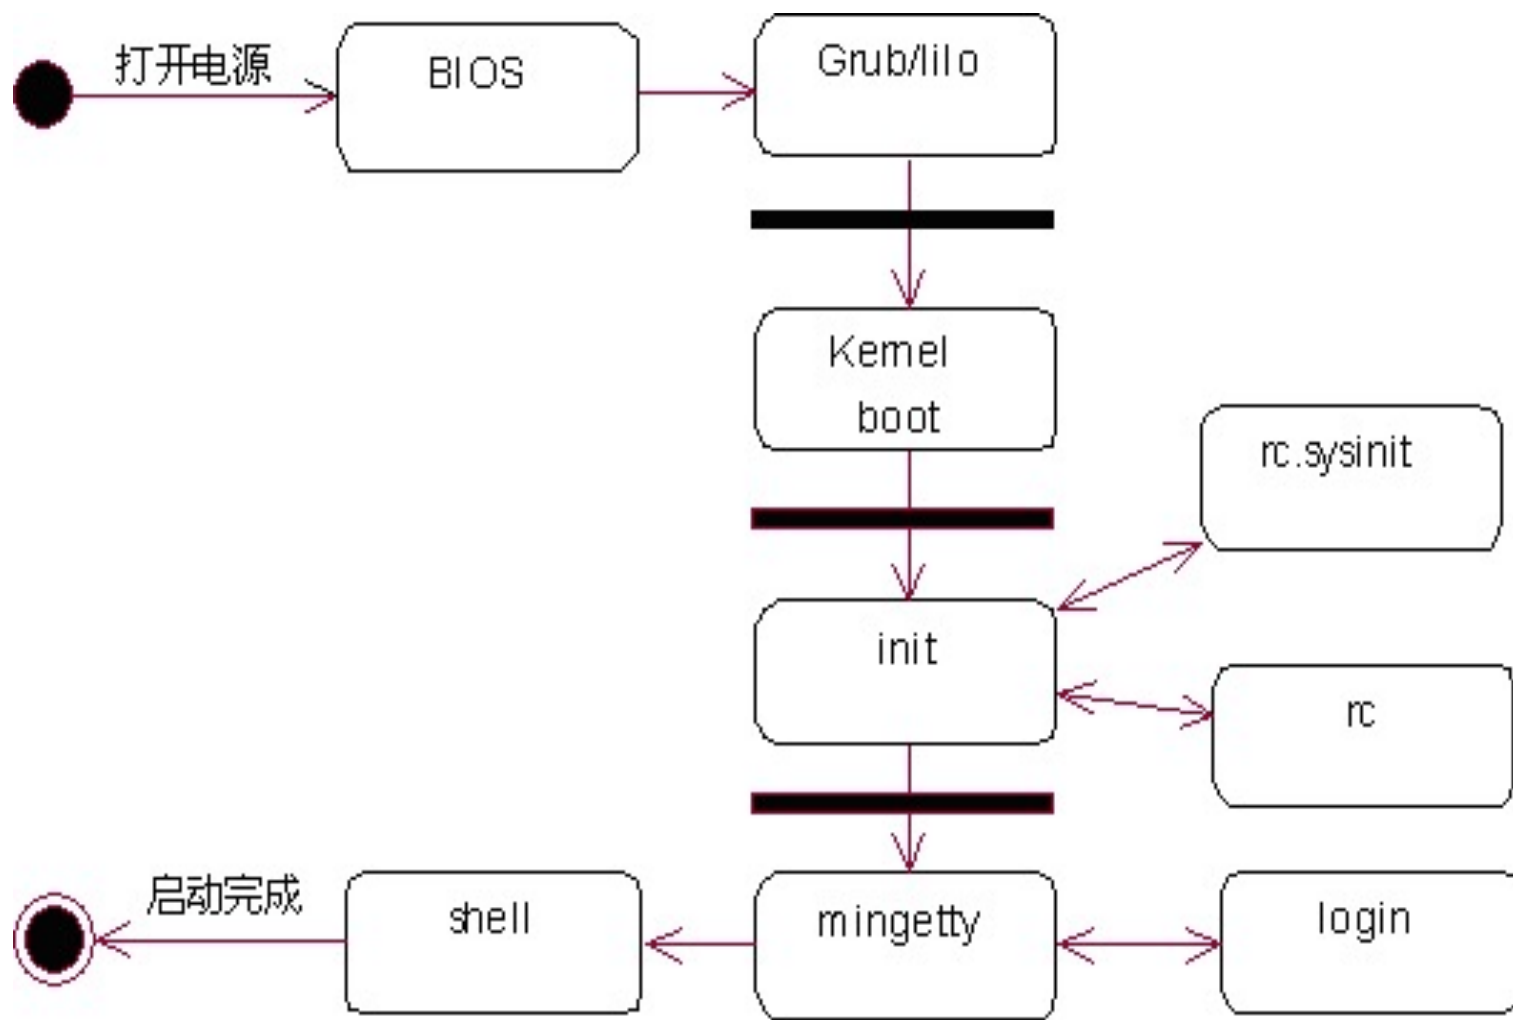 打开电源
BIOS
Grub/lilo
Kernel
boot
rc.sysinit
init
rc
启动完成
shell
mingetty
login